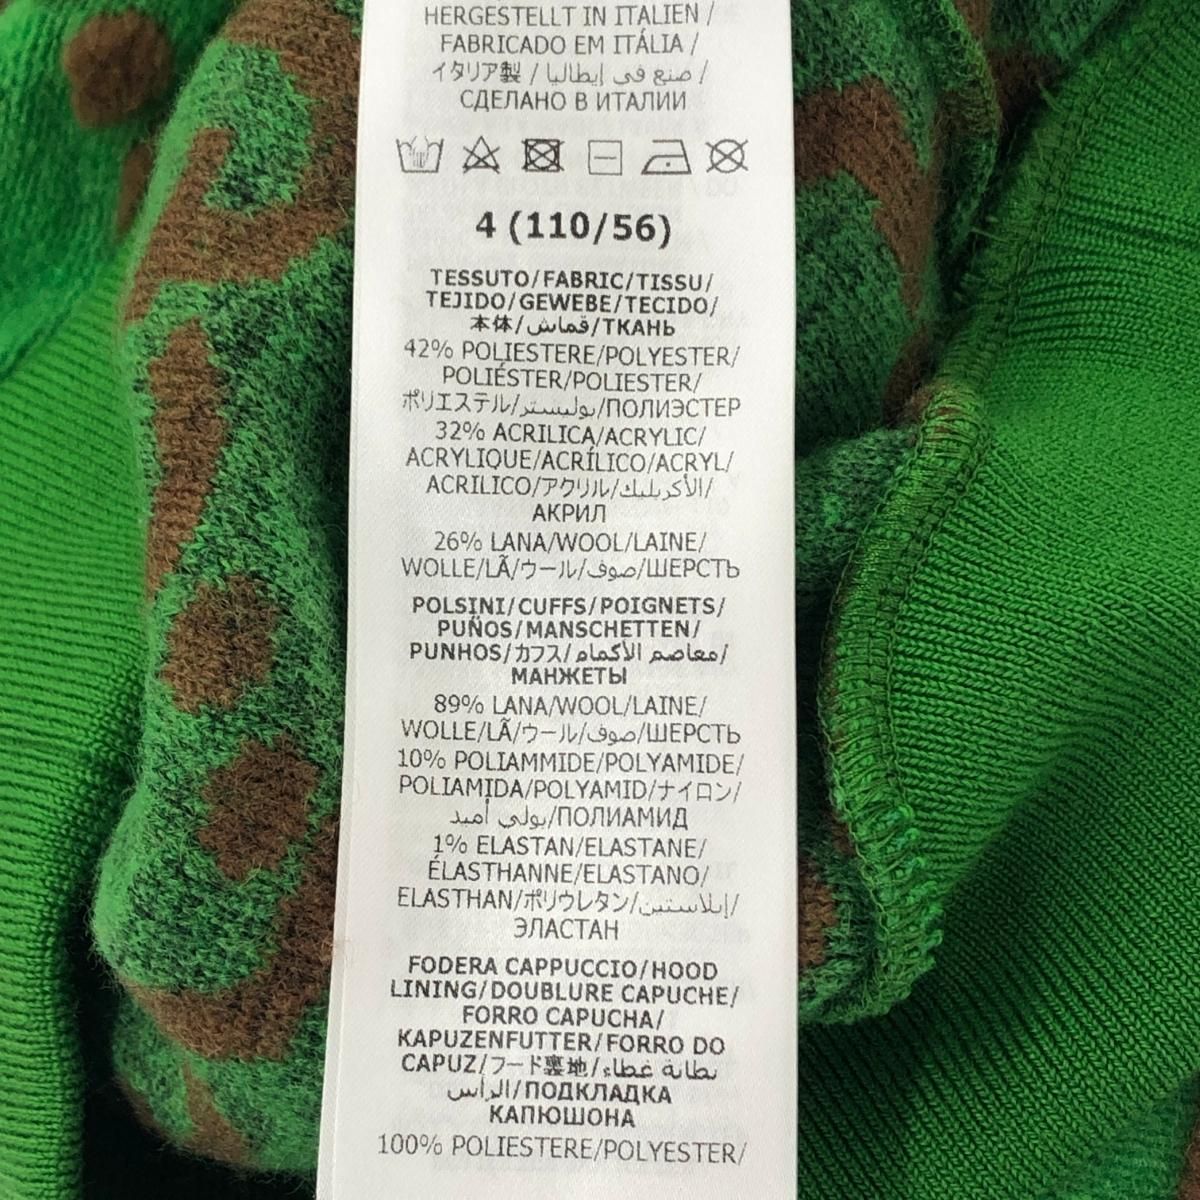 HERGESTELLT IN ITALIEN /
FABRICADO EM ITÁLIA /
イタリア製 / صنع في إيطاليا /
СДЕЛАНО В ИТАЛИИ
4 (110/56)
TESSUTO/FABRIC/TISSU/
TEJIDO/GEWEBE/TECIDO/
本体/قماش/ТКАНЬ
42% POLIESTERE/POLYESTER/
POLIÉSTER/POLIESTER/
ポリエステル/بوليستر/ПОЛИЭСТЕР
32% ACRILICA/ACRYLIC/
ACRYLIQUE/ACRÍLICO/ACRYL/
ACRILICO/アクリル/الأكريليك/
АКРИЛ
26% LANA/WOOL/LAINE/
WOLLE/LÃ/ウール/صوف/ШЕРСТЬ
POLSINI/CUFFS/POIGNETS/
PUÑOS/MANSCHETTEN/
PUNHOS/カフス/معاصم الأكمام/
МАНЖЕТЫ
89% LANA/WOOL/LAINE/
WOLLE/LÃ/ウール/صوف/ШЕРСТЬ
10% POLIAMMIDE/POLYAMIDE/
POLIAMIDA/POLYAMID/ナイロン/
بولي أميد/ПОЛИАМИД
1% ELASTAN/ELASTANE/
ÉLASTHANNE/ELASTANO/
ELASTHAN/ポリウレタン/إيلاستين/
ЭЛАСТАН
FODERA CAPPUCCIO/HOOD
LINING/DOUBLURE CAPUCHE/
FORRO CAPUCHA/
KAPUZENFUTTER/FORRO DO
CAPUZ/フード裏地/بطانة غطاء
الرأس/ПОДКЛАДКА
КАПЮШОНА
100% POLIESTERE/POLYESTER/